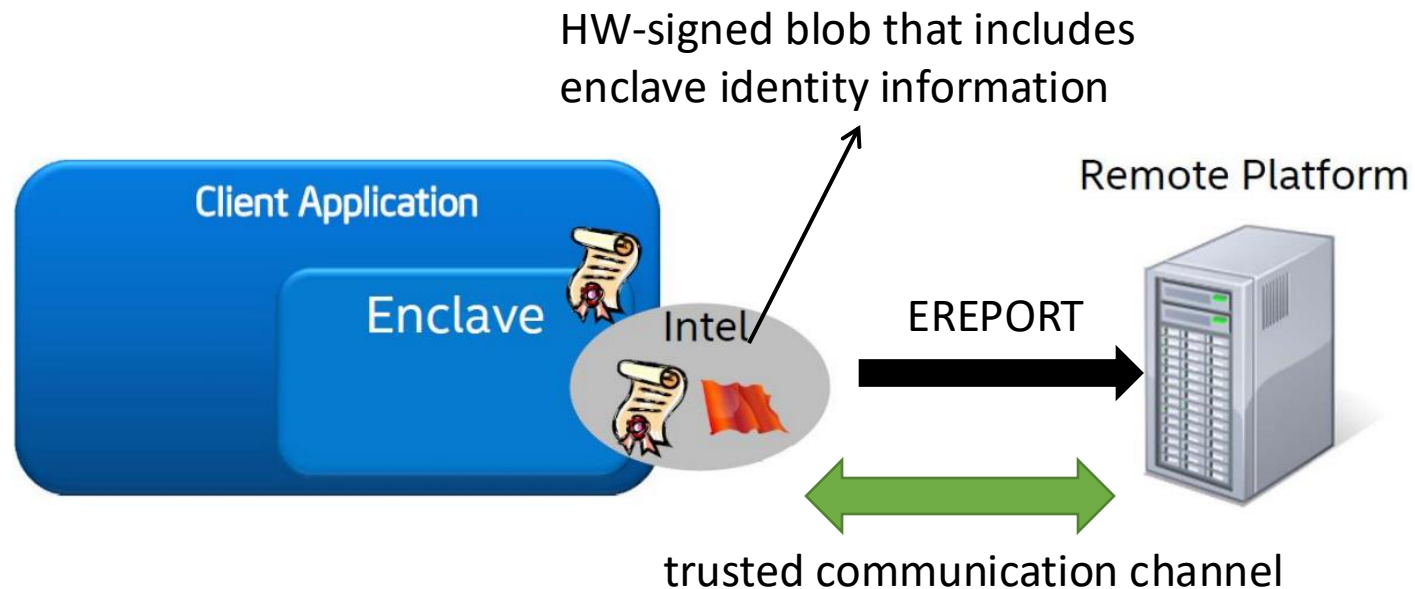 HW-signed blob that includes
enclave identity information
Remote Platform
Client Application
Enclave
Intel
EREPORT
trusted communication channel